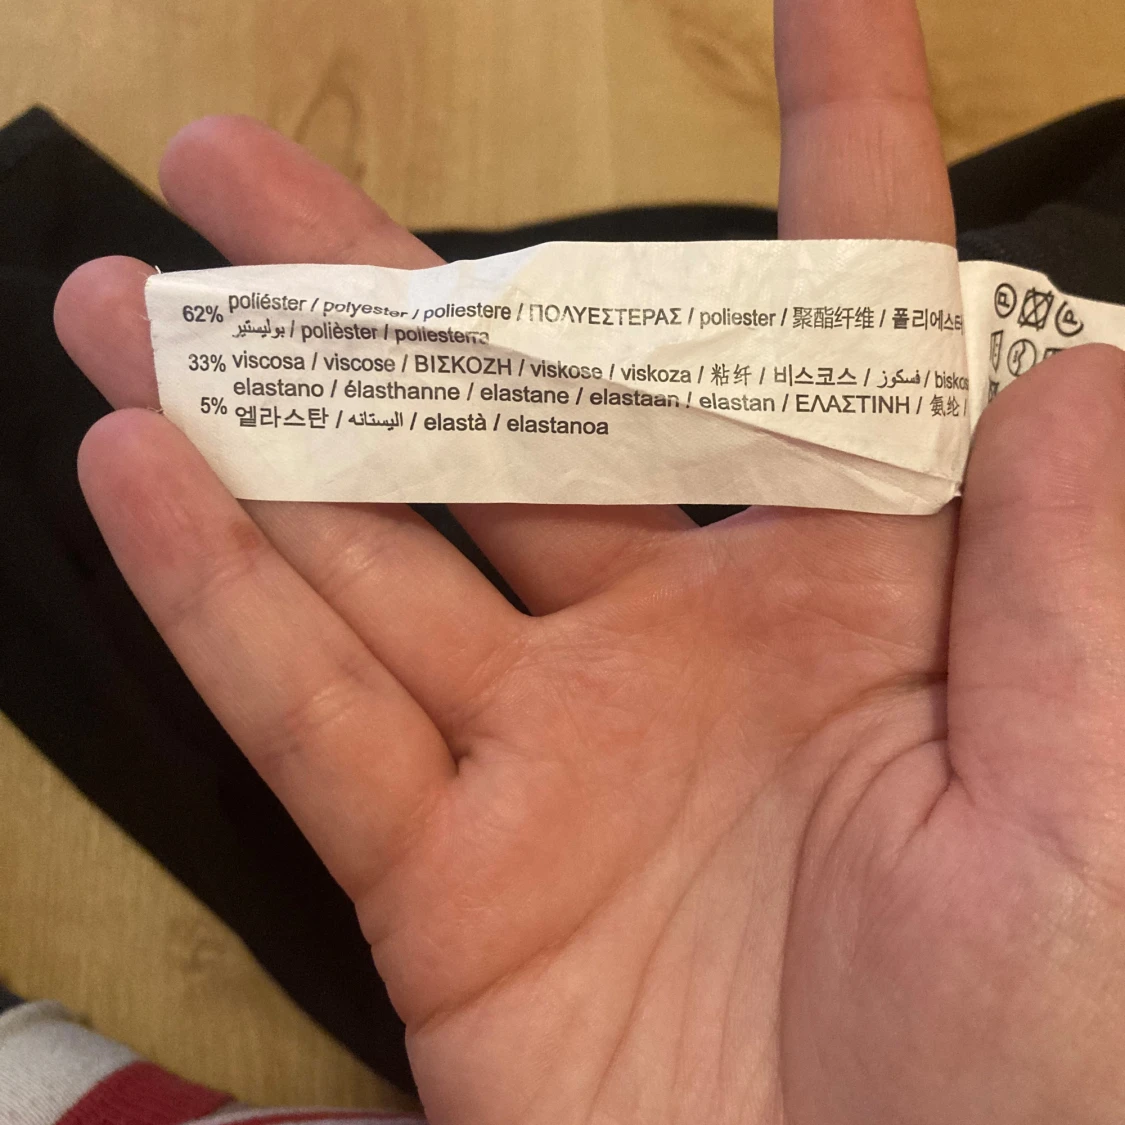 62% poliéster / polyester / poliestere / ΠΟΛΥΕΣΤΕΡΑΣ / poliester / 聚酯纤维 / 폴리에스터
بوليستير / polièster / poliesterra
33% viscosa / viscose / ΒΙΣΚΟΖΗ / viskose / viskoza / 粘纤 / 비스코스 / فسكوز /
elastano / élasthanne / elastane / elastaan / elastan / ΕΛΑΣΤΙΝΗ / 氨纶 /
5% 엘라스탄 / اليستانه / elastà / elastanoa